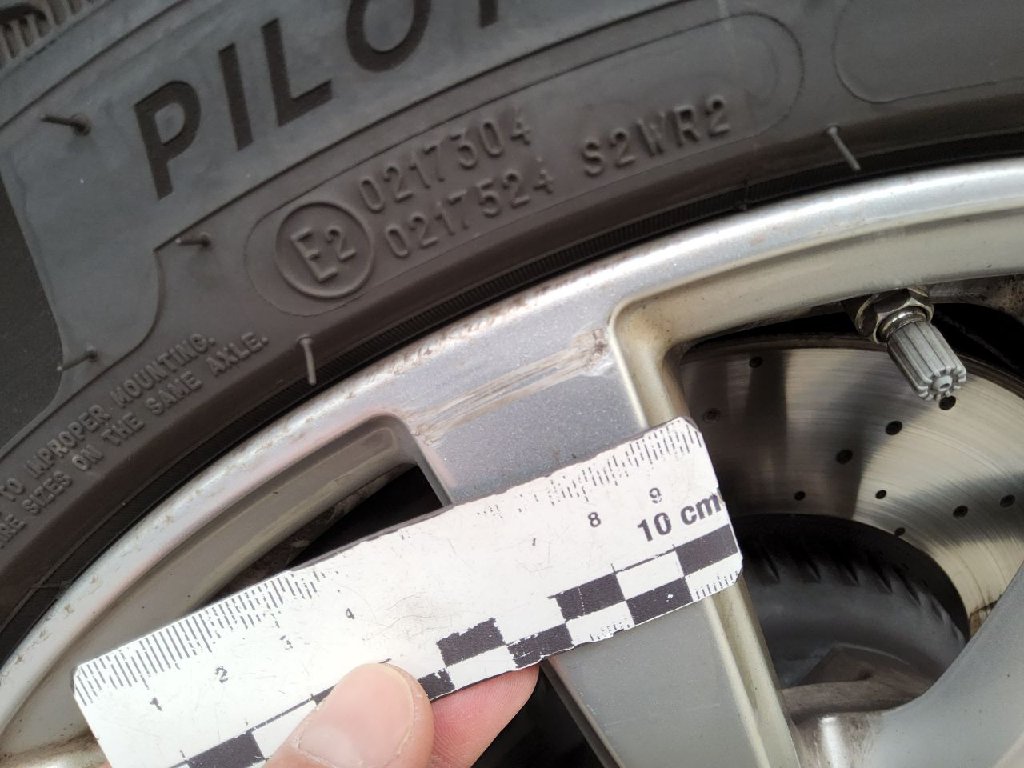 PILOT
E2
0217304
0217524 S2WR2
TO IMPROPER MOUNTING.
SIZES ON THE SAME AXLE.
1 2 3 4 8 9
10 cm